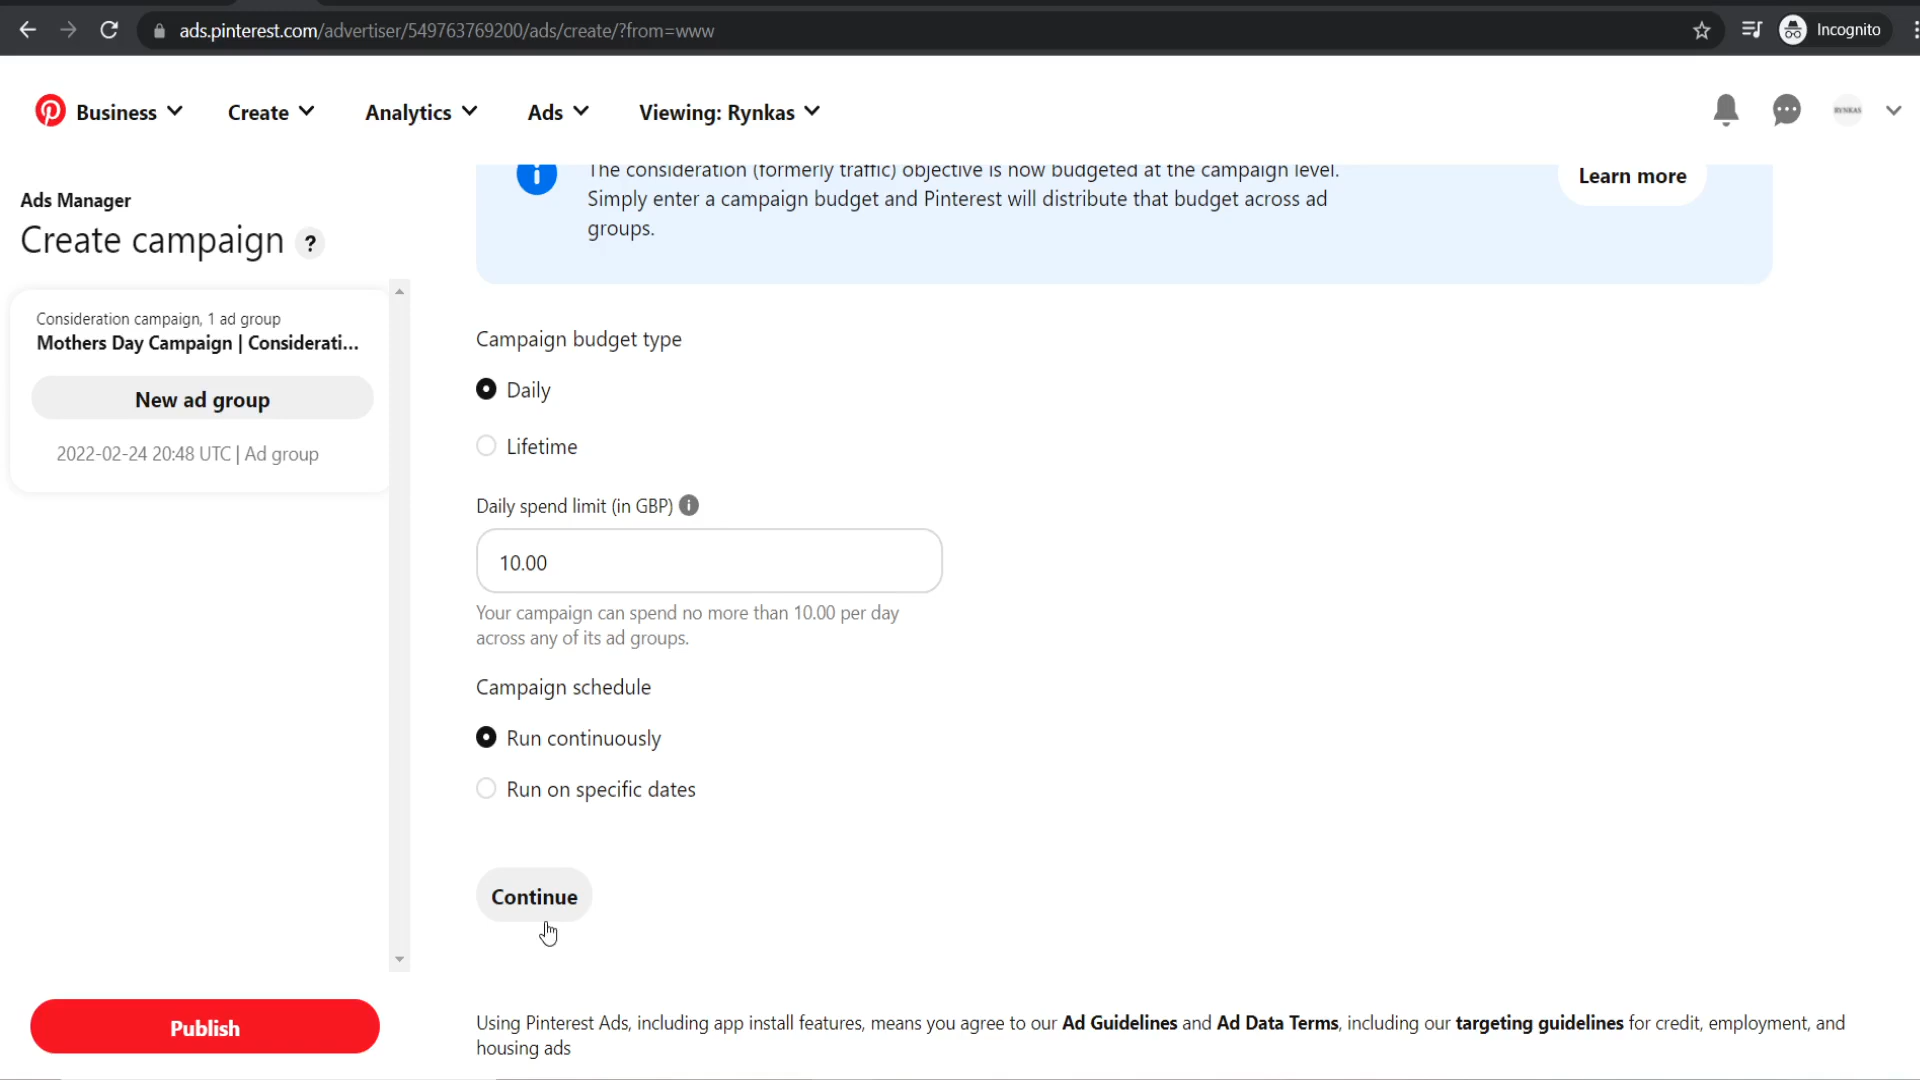 ads.pinterest.com/advertiser/549763769200/ads/create/?from=www
Incognito
Business
Create
Analytics
Ads
Viewing: Rynkas
RYNKAS
The consideration (formerly traffic) objective is now budgeted at the campaign level.
Simply enter a campaign budget and Pinterest will distribute that budget across ad
groups.
Learn more
Ads Manager
Create campaign ?
Consideration campaign, 1 ad group
Mothers Day Campaign | Considerati...
New ad group
2022-02-24 20:48 UTC | Ad group
Campaign budget type
Daily
Lifetime
Daily spend limit (in GBP)
10.00
Your campaign can spend no more than 10.00 per day
across any of its ad groups.
Campaign schedule
Run continuously
Run on specific dates
Continue
Publish
Using Pinterest Ads, including app install features, means you agree to our Ad Guidelines and Ad Data Terms, including our targeting guidelines for credit, employment, and
housing ads